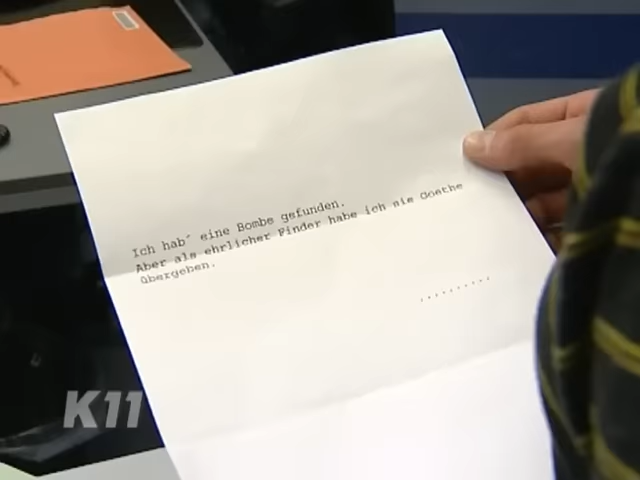 Ich hab´ eine Bombe gefunden.
Aber als ehrlicher Finder habe ich sie Goethe
übergeben.
..........
K11